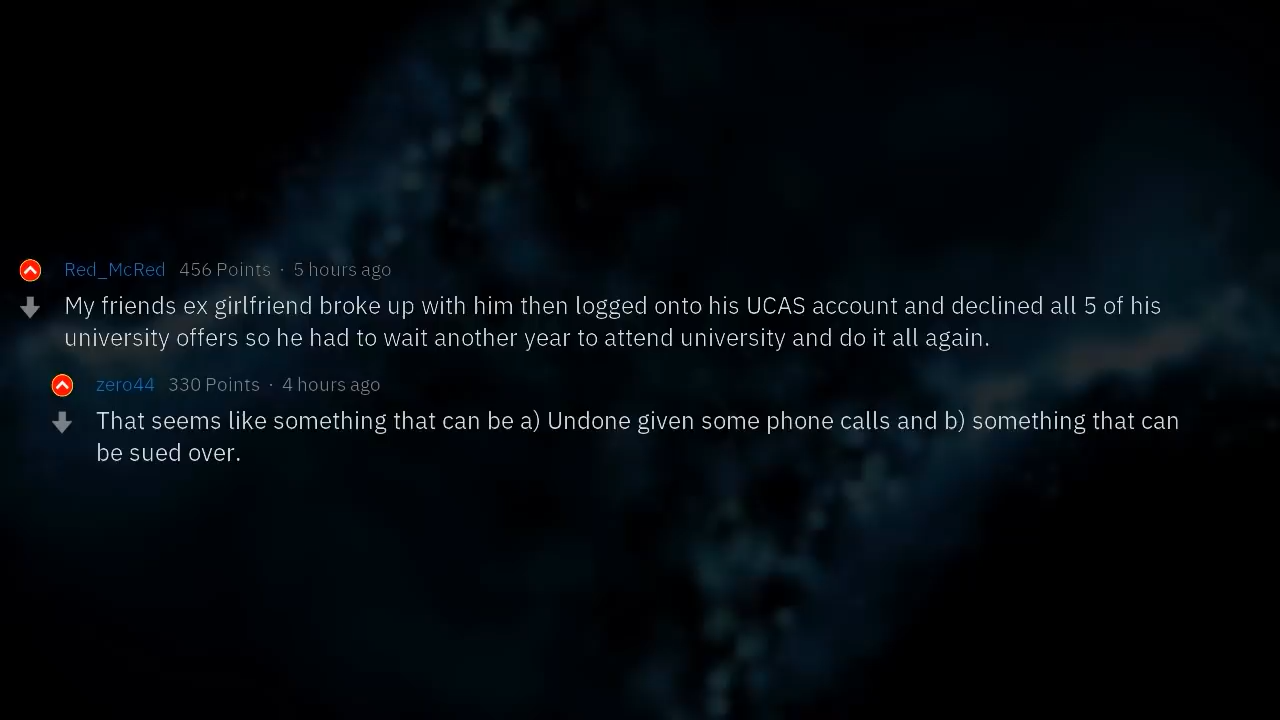 Red_McRed 456 Points · 5 hours ago
My friends ex girlfriend broke up with him then logged onto his UCAS account and declined all 5 of his
university offers so he had to wait another year to attend university and do it all again.
zero44 330 Points · 4 hours ago
That seems like something that can be a) Undone given some phone calls and b) something that can
be sued over.